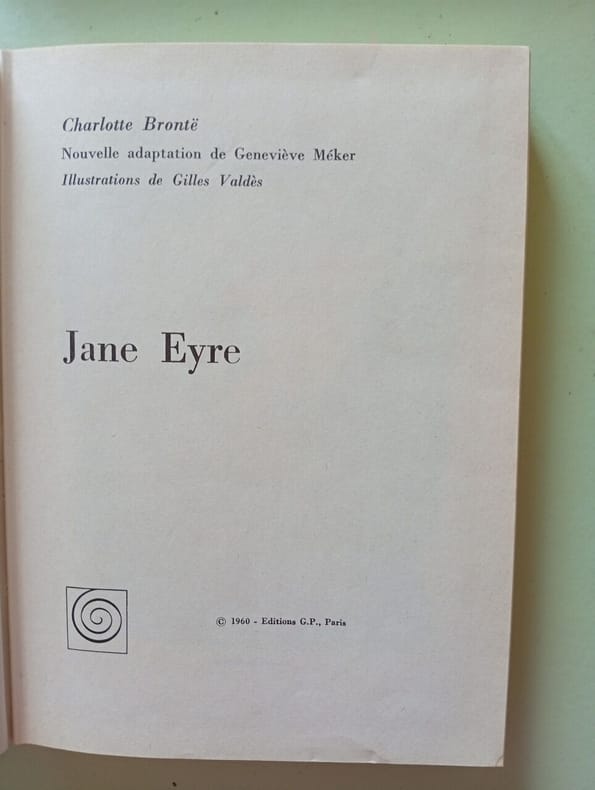 Charlotte Brontë
Nouvelle adaptation de Geneviève Méker
Illustrations de Gilles Valdès
Jane Eyre
© 1960 - Editions G.P., Paris